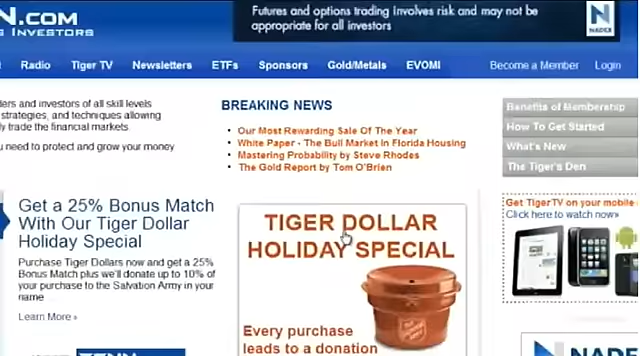 N.COM
S INVESTORS
Futures and options trading involves risk and may not be
appropriate for all investors
NADEX
Radio Tiger TV Newsletters ETFs Sponsors Gold/Metals EVOMI Become a Member Login
ders and investors of all skill levels
strategies, and techniques allowing
ly trade the financial markets.
u need to protect and grow your money
BREAKING NEWS
Our Most Rewarding Sale Of The Year
White Paper - The Bull Market In Florida Housing
Mastering Probability by Steve Rhodes
The Gold Report by Tom O'Brien
Benefits of Membership
How To Get Started
What's New
The Tiger's Den
Get a 25% Bonus Match
With Our Tiger Dollar
Holiday Special
Purchase Tiger Dollars now and get a 25%
Bonus Match plus we'll donate up to 10% of
your purchase to the Salvation Army in your
name
Learn More »
TIGER DOLLAR
HOLIDAY SPECIAL
Every purchase
leads to a donation
Get TigerTV on your mobile
Click here to watch now»
NADE